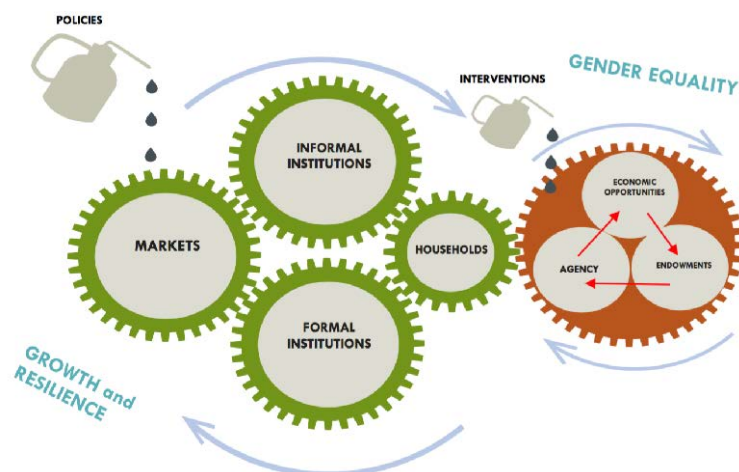 POLICIES
INTERVENTIONS
GENDER EQUALITY
INFORMAL
INSTITUTIONS
ECONOMIC
OPPORTUNITIES
MARKETS
HOUSEHOLDS
AGENCY
ENDOWMENTS
FORMAL
INSTITUTIONS
GROWTH and
RESILIENCE